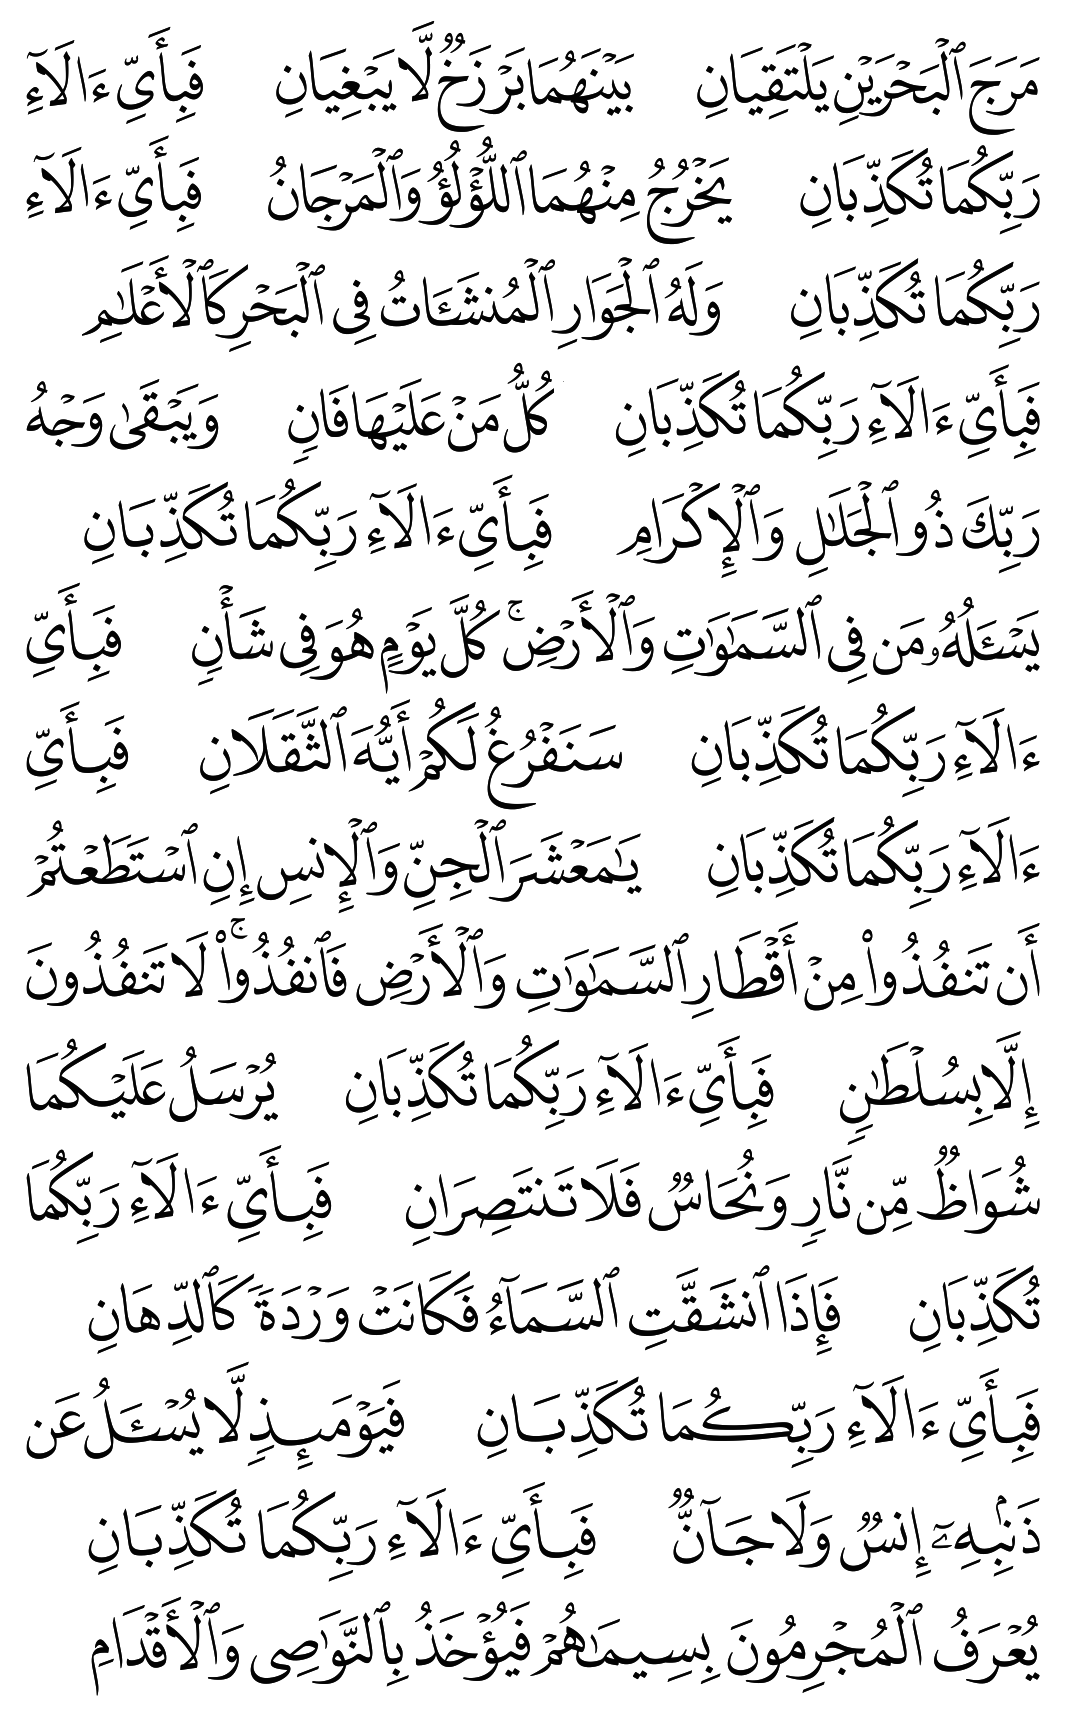 مَرَجَ ٱلْبَحْرَيْنِ يَلْتَقِيَانِ بَيْنَهُمَا بَرْزَخٌ لَّا يَبْغِيَانِ فَبِأَيِّ ءَالَآءِ
رَبِّكُمَا تُكَذِّبَانِ يَخْرُجُ مِنْهُمَا ٱللُّؤْلُؤُ وَٱلْمَرْجَانُ فَبِأَيِّ ءَالَآءِ
رَبِّكُمَا تُكَذِّبَانِ وَلَهُ ٱلْجَوَارِ ٱلْمُنشَـَٔاتُ فِى ٱلْبَحْرِ كَٱلْأَعْلَـٰمِ
فَبِأَيِّ ءَالَآءِ رَبِّكُمَا تُكَذِّبَانِ كُلُّ مَنْ عَلَيْهَا فَانٍ وَيَبْقَىٰ وَجْهُ
رَبِّكَ ذُو ٱلْجَلَـٰلِ وَٱلْإِكْرَامِ فَبِأَيِّ ءَالَآءِ رَبِّكُمَا تُكَذِّبَانِ
يَسْـَٔلُهُۥ مَن فِى ٱلسَّمَـٰوَٰتِ وَٱلْأَرْضِ ۚ كُلَّ يَوْمٍ هُوَ فِى شَأْنٍ فَبِأَيِّ
ءَالَآءِ رَبِّكُمَا تُكَذِّبَانِ سَنَفْرُغُ لَكُمْ أَيُّهَ ٱلثَّقَلَانِ فَبِأَيِّ
ءَالَآءِ رَبِّكُمَا تُكَذِّبَانِ يَـٰمَعْشَرَ ٱلْجِنِّ وَٱلْإِنسِ إِنِ ٱسْتَطَعْتُمْ
أَن تَنفُذُوا۟ مِنْ أَقْطَارِ ٱلسَّمَـٰوَٰتِ وَٱلْأَرْضِ فَٱنفُذُوا۟ ۚ لَا تَنفُذُونَ
إِلَّا بِسُلْطَـٰنٍ فَبِأَيِّ ءَالَآءِ رَبِّكُمَا تُكَذِّبَانِ يُرْسَلُ عَلَيْكُمَا
شُوَاظٌ مِّن نَّارٍ وَنُحَاسٌ فَلَا تَنتَصِرَانِ فَبِأَيِّ ءَالَآءِ رَبِّكُمَا
تُكَذِّبَانِ فَإِذَا ٱنشَقَّتِ ٱلسَّمَآءُ فَكَانَتْ وَرْدَةً كَٱلدِّهَانِ
فَبِأَيِّ ءَالَآءِ رَبِّكُمَا تُكَذِّبَانِ فَيَوْمَئِذٍ لَّا يُسْـَٔلُ عَن
ذَنۢبِهِۦٓ إِنسٌ وَلَا جَآنٌّ فَبِأَيِّ ءَالَآءِ رَبِّكُمَا تُكَذِّبَانِ
يُعْرَفُ ٱلْمُجْرِمُونَ بِسِيمَـٰهُمْ فَيُؤْخَذُ بِٱلنَّوَٰصِى وَٱلْأَقْدَامِ